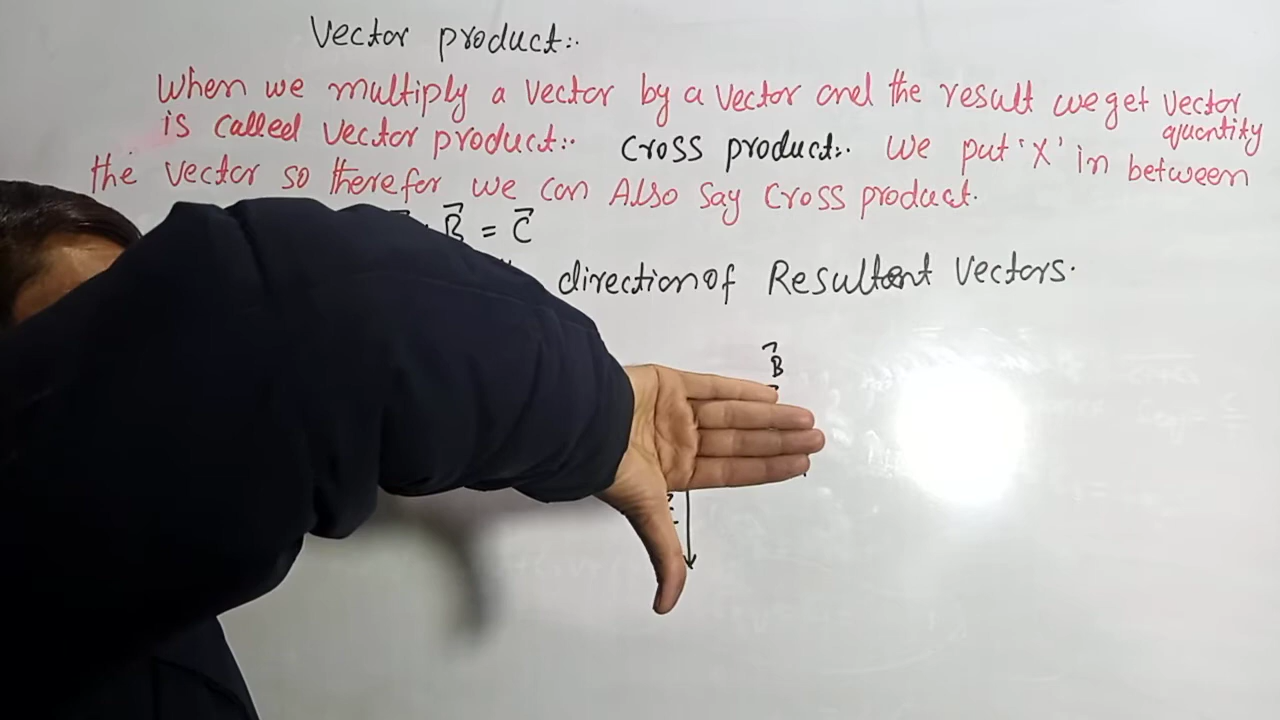 Vector product:.
When we multiply a vector by a vector and the result we get vector
quantity
is called vector product:. Cross product:. we put 'X' in between
the vector so therefor we can Also Say Cross product.
B⃗ = C⃗
direction of Resultant Vectors.
B⃗